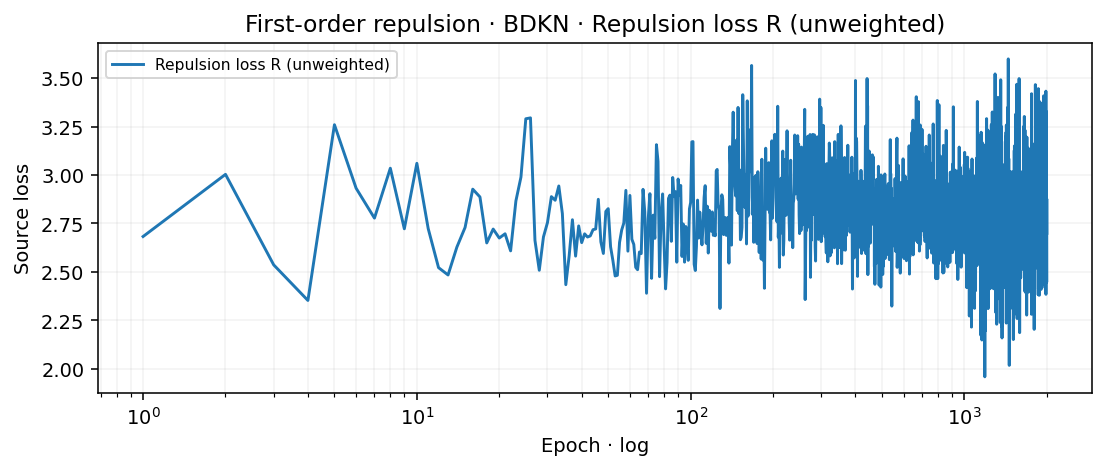 First-order repulsion · BDKN · Repulsion loss R (unweighted)
Repulsion loss R (unweighted)
Source loss
3.50
3.25
3.00
2.75
2.50
2.25
2.00
10⁰ 10¹ 10² 10³
Epoch · log